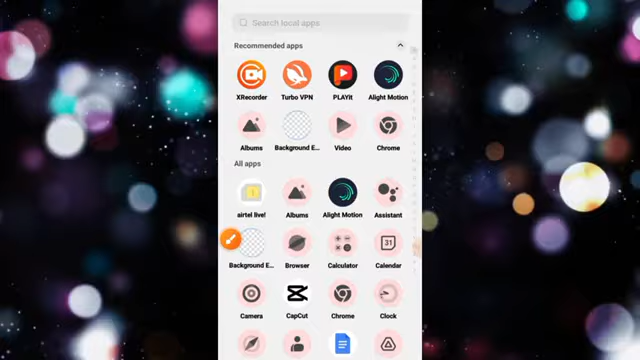 Search local apps
Recommended apps
XRecorder Turbo VPN PLAYit Alight Motion
Albums Background E... Video Chrome
All apps
airtel live! Albums Alight Motion Assistant
31
Background E... Browser Calculator Calendar
Camera CapCut Chrome Clock